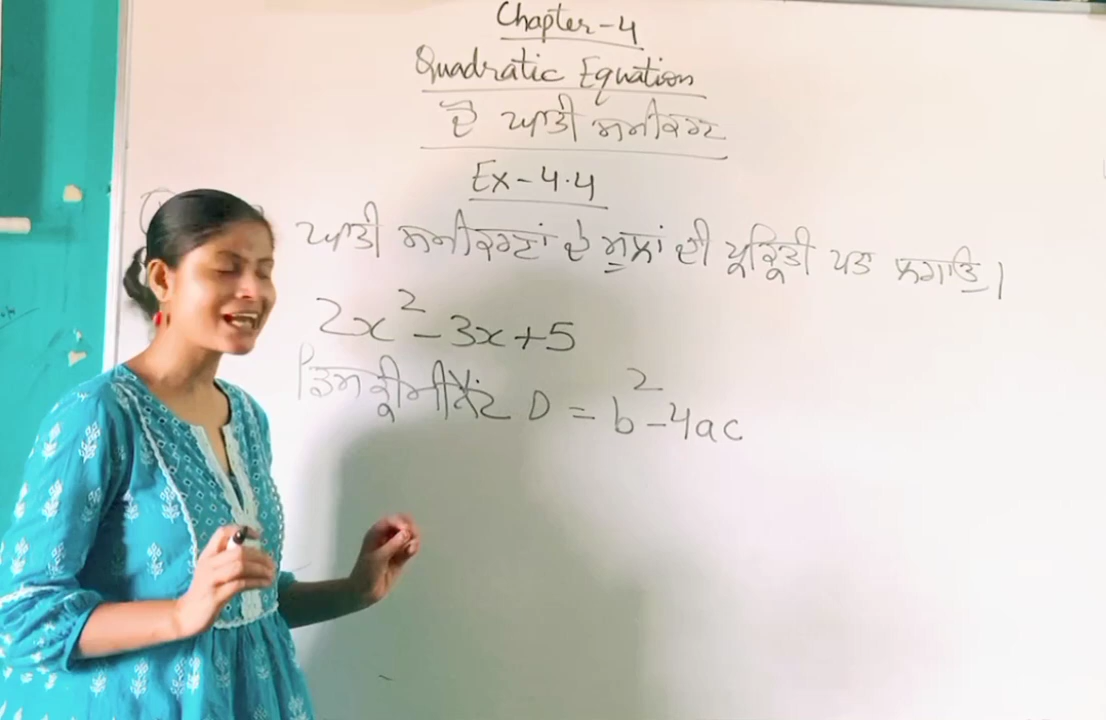 Chapter-4
Quadratic Equation
ਦੋ ਘਾਤੀ ਸਮੀਕਰਣ
Ex-4.4
ਘਾਤੀ ਸਮੀਕਰਣਾਂ ਦੇ ਮੂਲਾਂ ਦੀ ਪ੍ਰਕ੍ਰਿਤੀ ਪਤਾ ਲਗਾਓ।
2x²-3x+5
ਡਿਸਕ੍ਰੀਮੀਨੈਂਟ D = b²-4ac